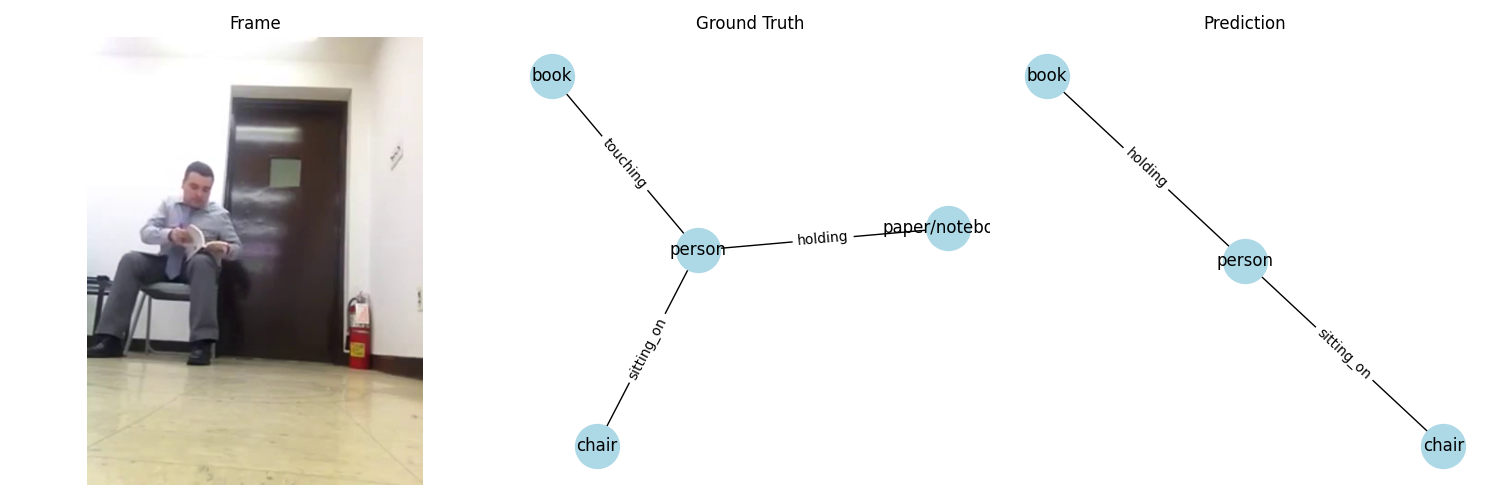 Frame
Ground Truth
Prediction
book
touching
person
holding
paper/notebo
sitting_on
chair
book
holding
person
sitting_on
chair